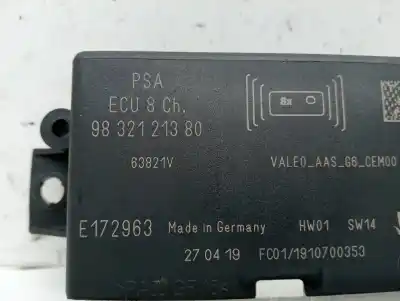 PSA
ECU 8 Ch.
98 321 213 80
8x
63821V
VALEO_AAS_G6_CEM00
E172963 Made in Germany HW01 SW14
27 04 19 FC01/1910700353